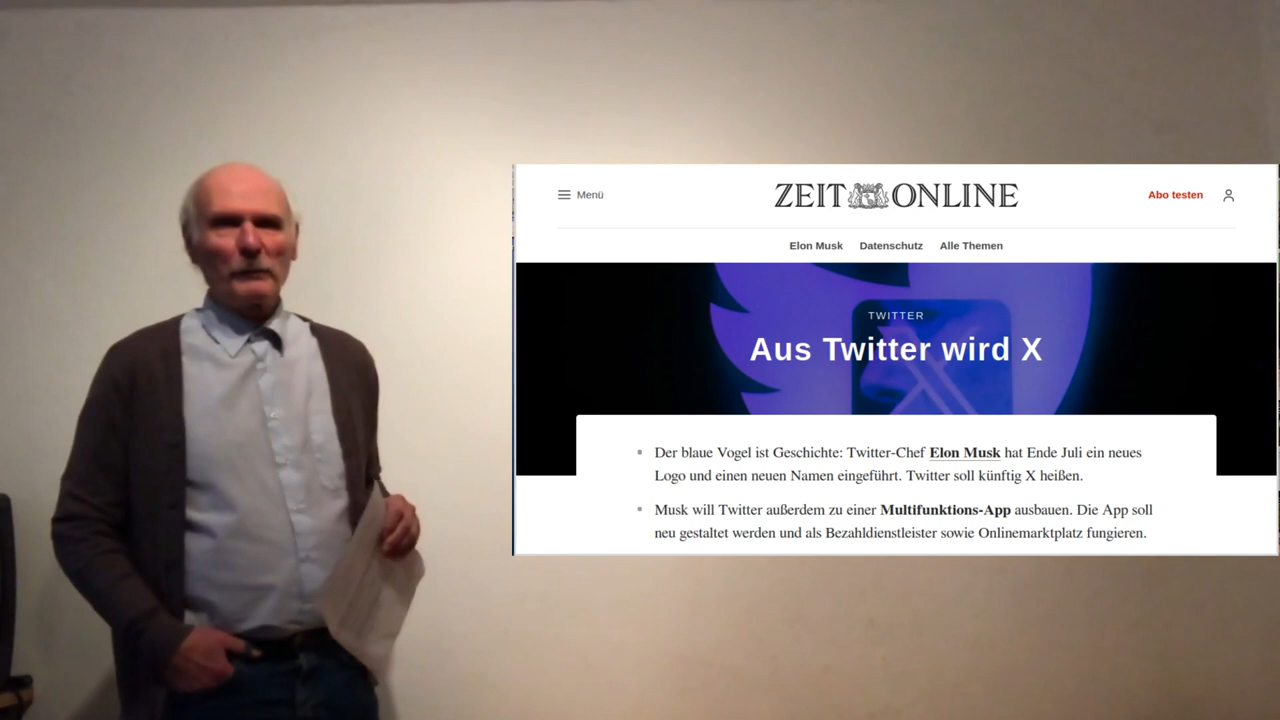 Menü
ZEIT ONLINE
Abo testen
Elon Musk Datenschutz Alle Themen
TWITTER
Aus Twitter wird X
Der blaue Vogel ist Geschichte: Twitter-Chef Elon Musk hat Ende Juli ein neues
Logo und einen neuen Namen eingeführt. Twitter soll künftig X heißen.
Musk will Twitter außerdem zu einer Multifunktions-App ausbauen. Die App soll
neu gestaltet werden und als Bezahldienstleister sowie Onlinemarktplatz fungieren.